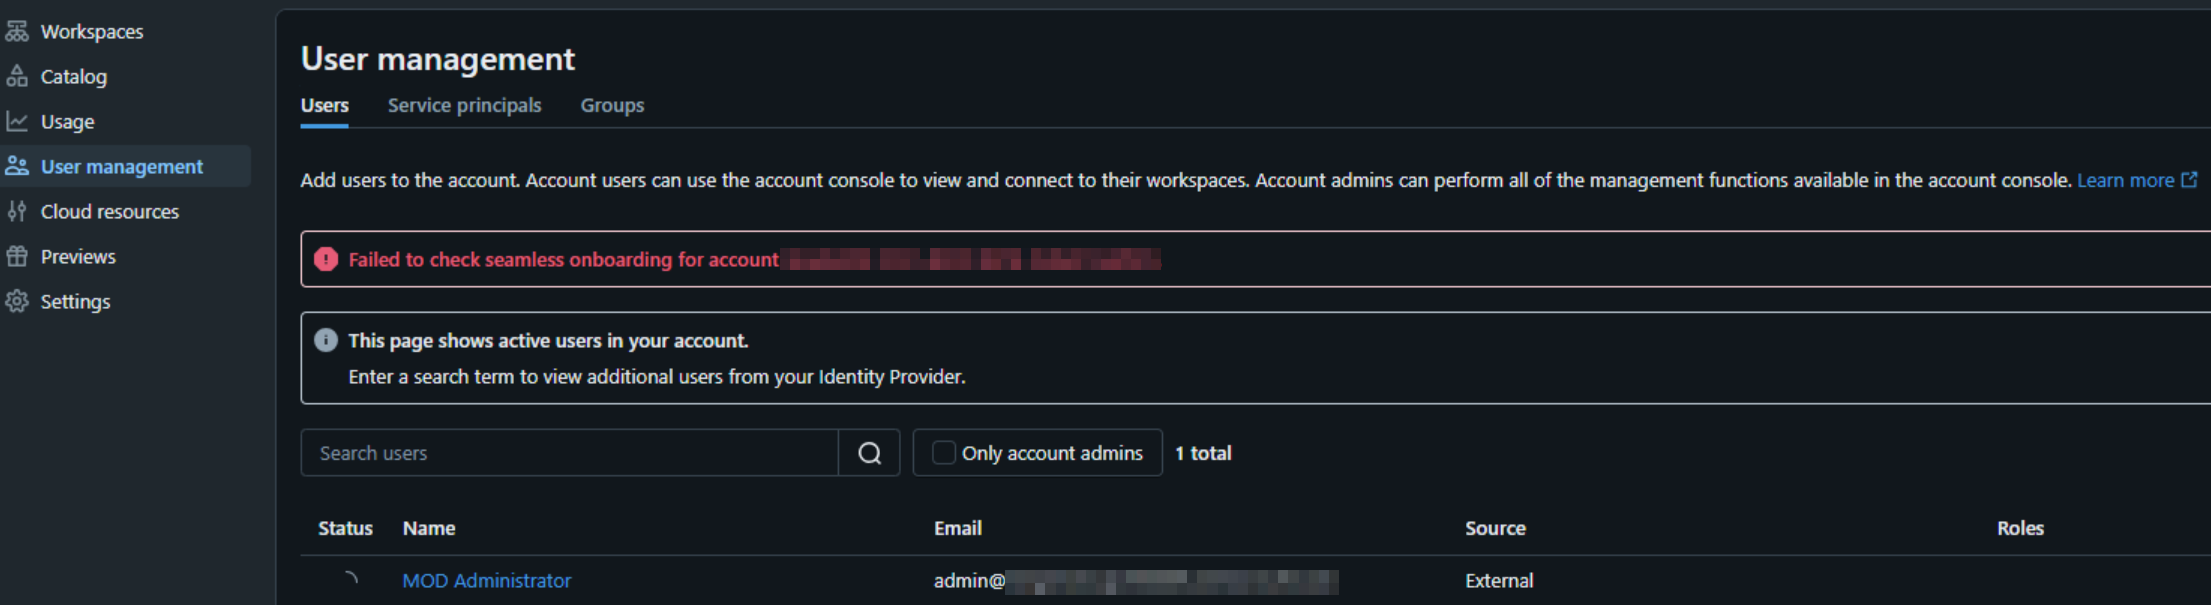 Workspaces
Catalog
Usage
User management
Cloud resources
Previews
Settings
User management
Users Service principals Groups
Add users to the account. Account users can use the account console to view and connect to their workspaces. Account admins can perform all of the management functions available in the account console. Learn more
Failed to check seamless onboarding for account
This page shows active users in your account.
Enter a search term to view additional users from your Identity Provider.
Search users Only account admins 1 total
Status Name Email Source Roles
MOD Administrator admin@ External